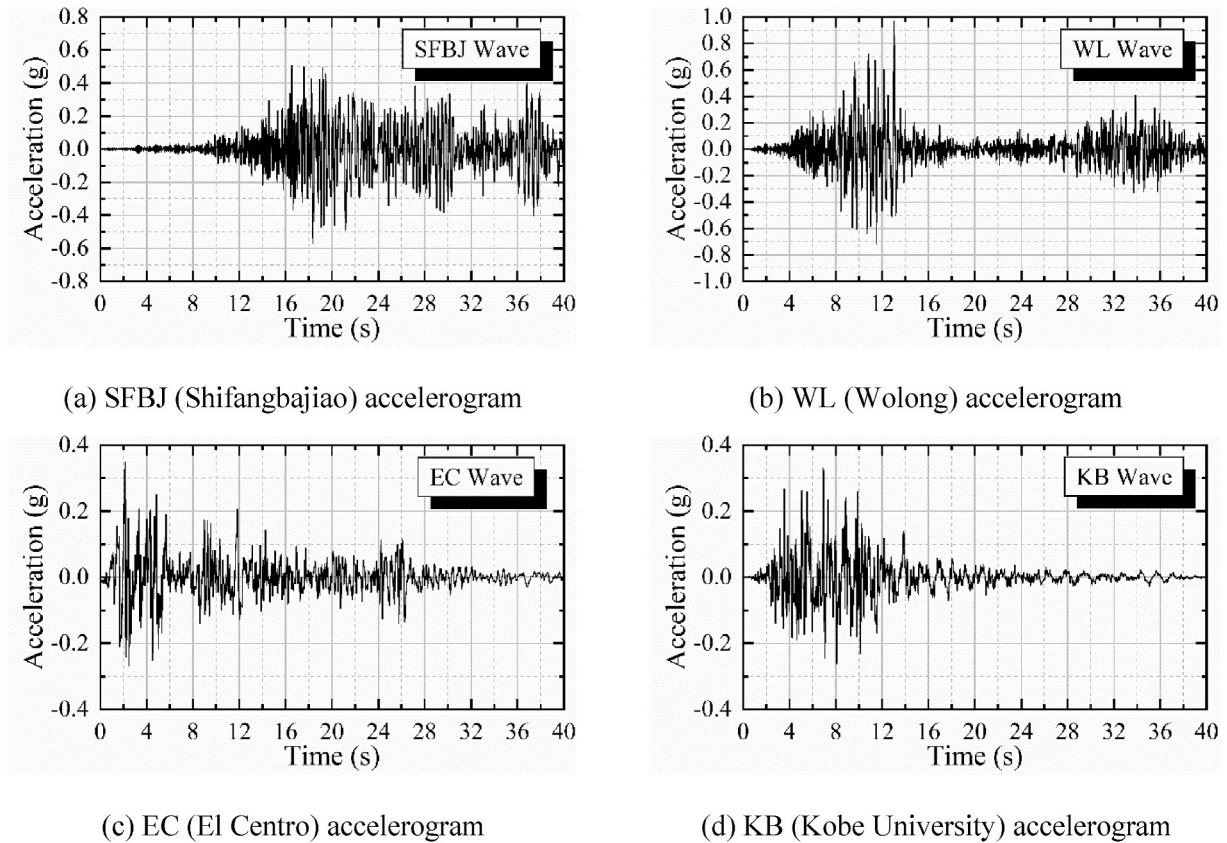 0.8
0.6
0.4
0.2
0.0
-0.2
-0.4
-0.6
-0.8
Acceleration (g)
SFBJ Wave
0 4 8 12 16 20 24 28 32 36 40
Time (s)
(a) SFBJ (Shifangbajiao) accelerogram
1.0
0.8
0.6
0.4
0.2
0.0
-0.2
-0.4
-0.6
-0.8
-1.0
Acceleration (g)
WL Wave
0 4 8 12 16 20 24 28 32 36 40
Time (s)
(b) WL (Wolong) accelerogram
0.4
0.2
0.0
-0.2
-0.4
Acceleration (g)
EC Wave
0 4 8 12 16 20 24 28 32 36 40
Time (s)
(c) EC (El Centro) accelerogram
0.4
0.2
0.0
-0.2
-0.4
Acceleration (g)
KB Wave
0 4 8 12 16 20 24 28 32 36 40
Time (s)
(d) KB (Kobe University) accelerogram